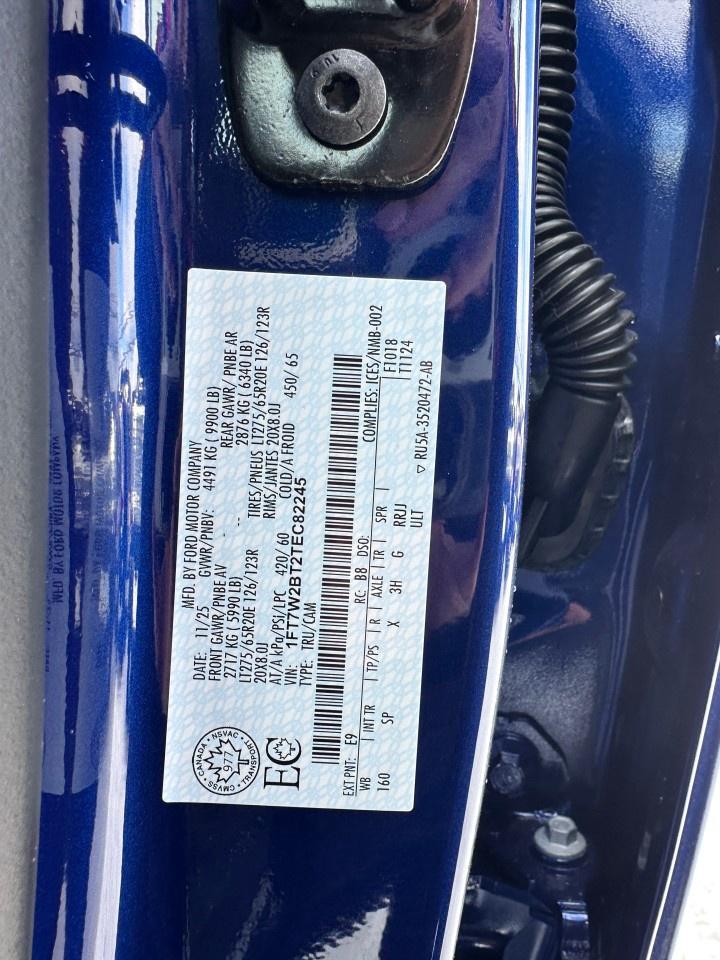 10.9
MFD. BY FORD MOTOR COMPANY
DATE: 11/25 GVWR/PNBV: 4491 KG ( 9900 LB)
FRONT GAWR/PNBE AV REAR GAWR/ PNBE AR
2717 KG ( 5990 LB) -- 2876 KG ( 6340 LB)
LT275/65R20E 126/123R TIRES/PNEUS LT275/65R20E 126/123R
20X8.0J RIMS/JANTES 20X8.0J
AT/A kPa/PSI/LPC 420/60 COLD/A FROID 450/65
VIN: 1FT7W2BT2TEC82245
TYPE: TRU/CAM
CMVSS • CANADA • NSVAC • TRANSPORT
977
EC
EXT PNT: E9 RC: B8 DSO: COMPLIES: ICES/NMB-002
WB INT TR TP/PS R AXLE TR SPR F1018
160 SP X 3H G RRJJ T1124
ULT
▽ RU5A-3520472-AB